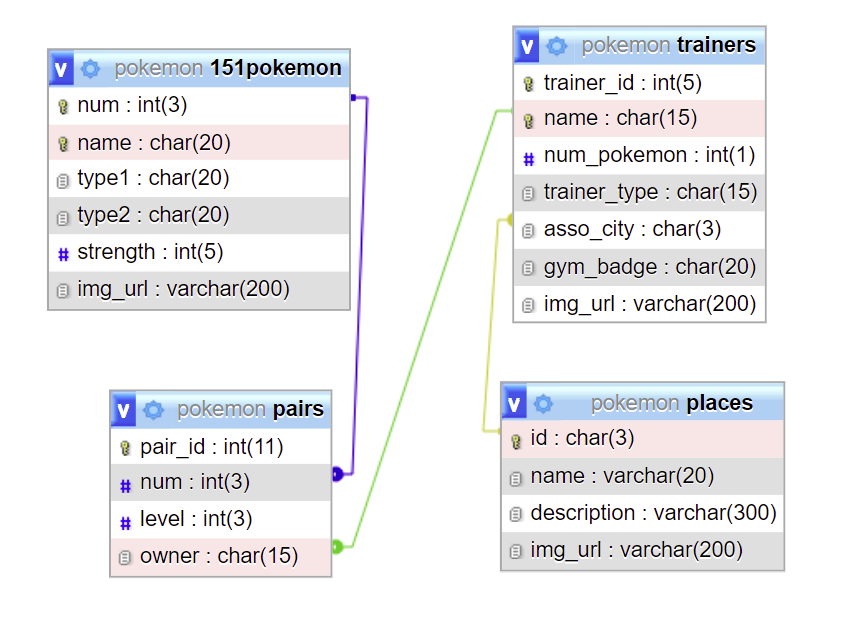 v pokemon 151pokemon
num : int(3)
name : char(20)
type1 : char(20)
type2 : char(20)
# strength : int(5)
img_url : varchar(200)
v pokemon trainers
trainer_id : int(5)
name : char(15)
# num_pokemon : int(1)
trainer_type : char(15)
asso_city : char(3)
gym_badge : char(20)
img_url : varchar(200)
v pokemon pairs
pair_id : int(11)
# num : int(3)
# level : int(3)
owner : char(15)
v pokemon places
id : char(3)
name : varchar(20)
description : varchar(300)
img_url : varchar(200)